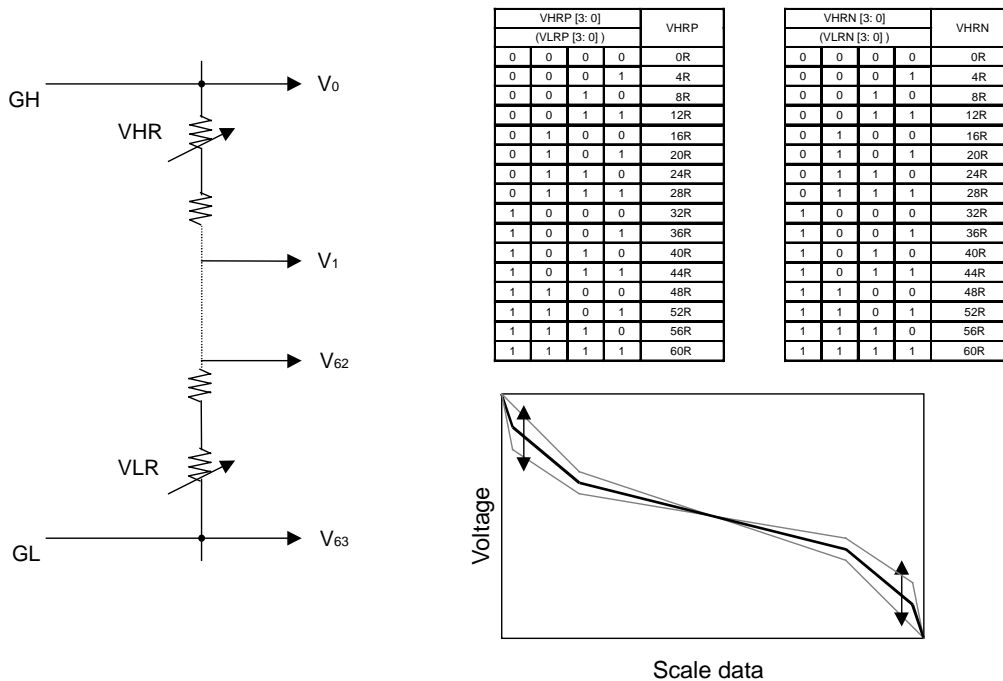 V0
GH
VHR
V1
V62
VLR
V63
GL
VHRP [3: 0] VHRP
(VLRP [3: 0] )
0 0 0 0 0R
0 0 0 1 4R
0 0 1 0 8R
0 0 1 1 12R
0 1 0 0 16R
0 1 0 1 20R
0 1 1 0 24R
0 1 1 1 28R
1 0 0 0 32R
1 0 0 1 36R
1 0 1 0 40R
1 0 1 1 44R
1 1 0 0 48R
1 1 0 1 52R
1 1 1 0 56R
1 1 1 1 60R
VHRN [3: 0] VHRN
(VLRN [3: 0] )
0 0 0 0 0R
0 0 0 1 4R
0 0 1 0 8R
0 0 1 1 12R
0 1 0 0 16R
0 1 0 1 20R
0 1 1 0 24R
0 1 1 1 28R
1 0 0 0 32R
1 0 0 1 36R
1 0 1 0 40R
1 0 1 1 44R
1 1 0 0 48R
1 1 0 1 52R
1 1 1 0 56R
1 1 1 1 60R
Voltage
Scale data